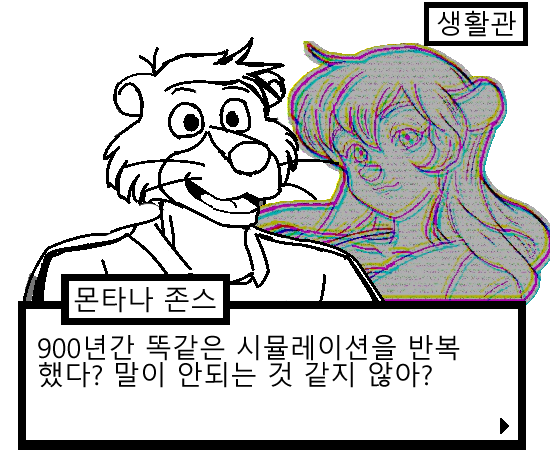 생활관
몬타나 존스
900년간 똑같은 시뮬레이션을 반복
했다? 말이 안되는 것 같지 않아?